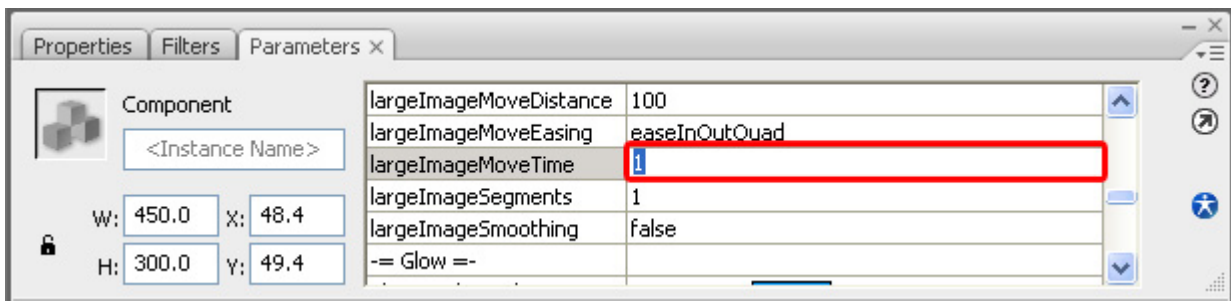 Properties Filters Parameters ×
Component
<Instance Name>
W: 450.0 X: 48.4
H: 300.0 Y: 49.4
largeImageMoveDistance 100
largeImageMoveEasing easeInOutQuad
largeImageMoveTime 1
largeImageSegments 1
largeImageSmoothing false
-= Glow =-